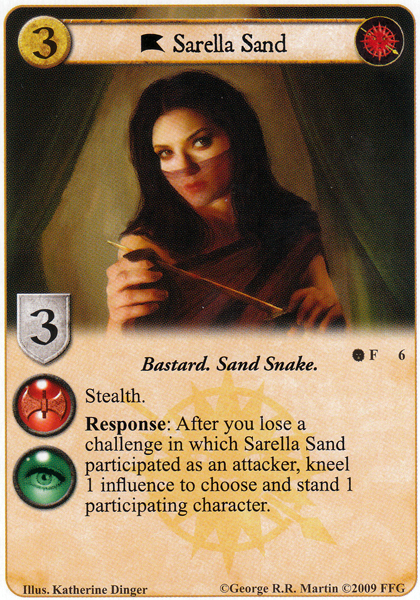 3 Sarella Sand
3
Bastard. Sand Snake.
F 6
Stealth.
Response: After you lose a
challenge in which Sarella Sand
participated as an attacker, kneel
1 influence to choose and stand 1
participating character.
Illus. Katherine Dinger ©George R.R. Martin ©2009 FFG